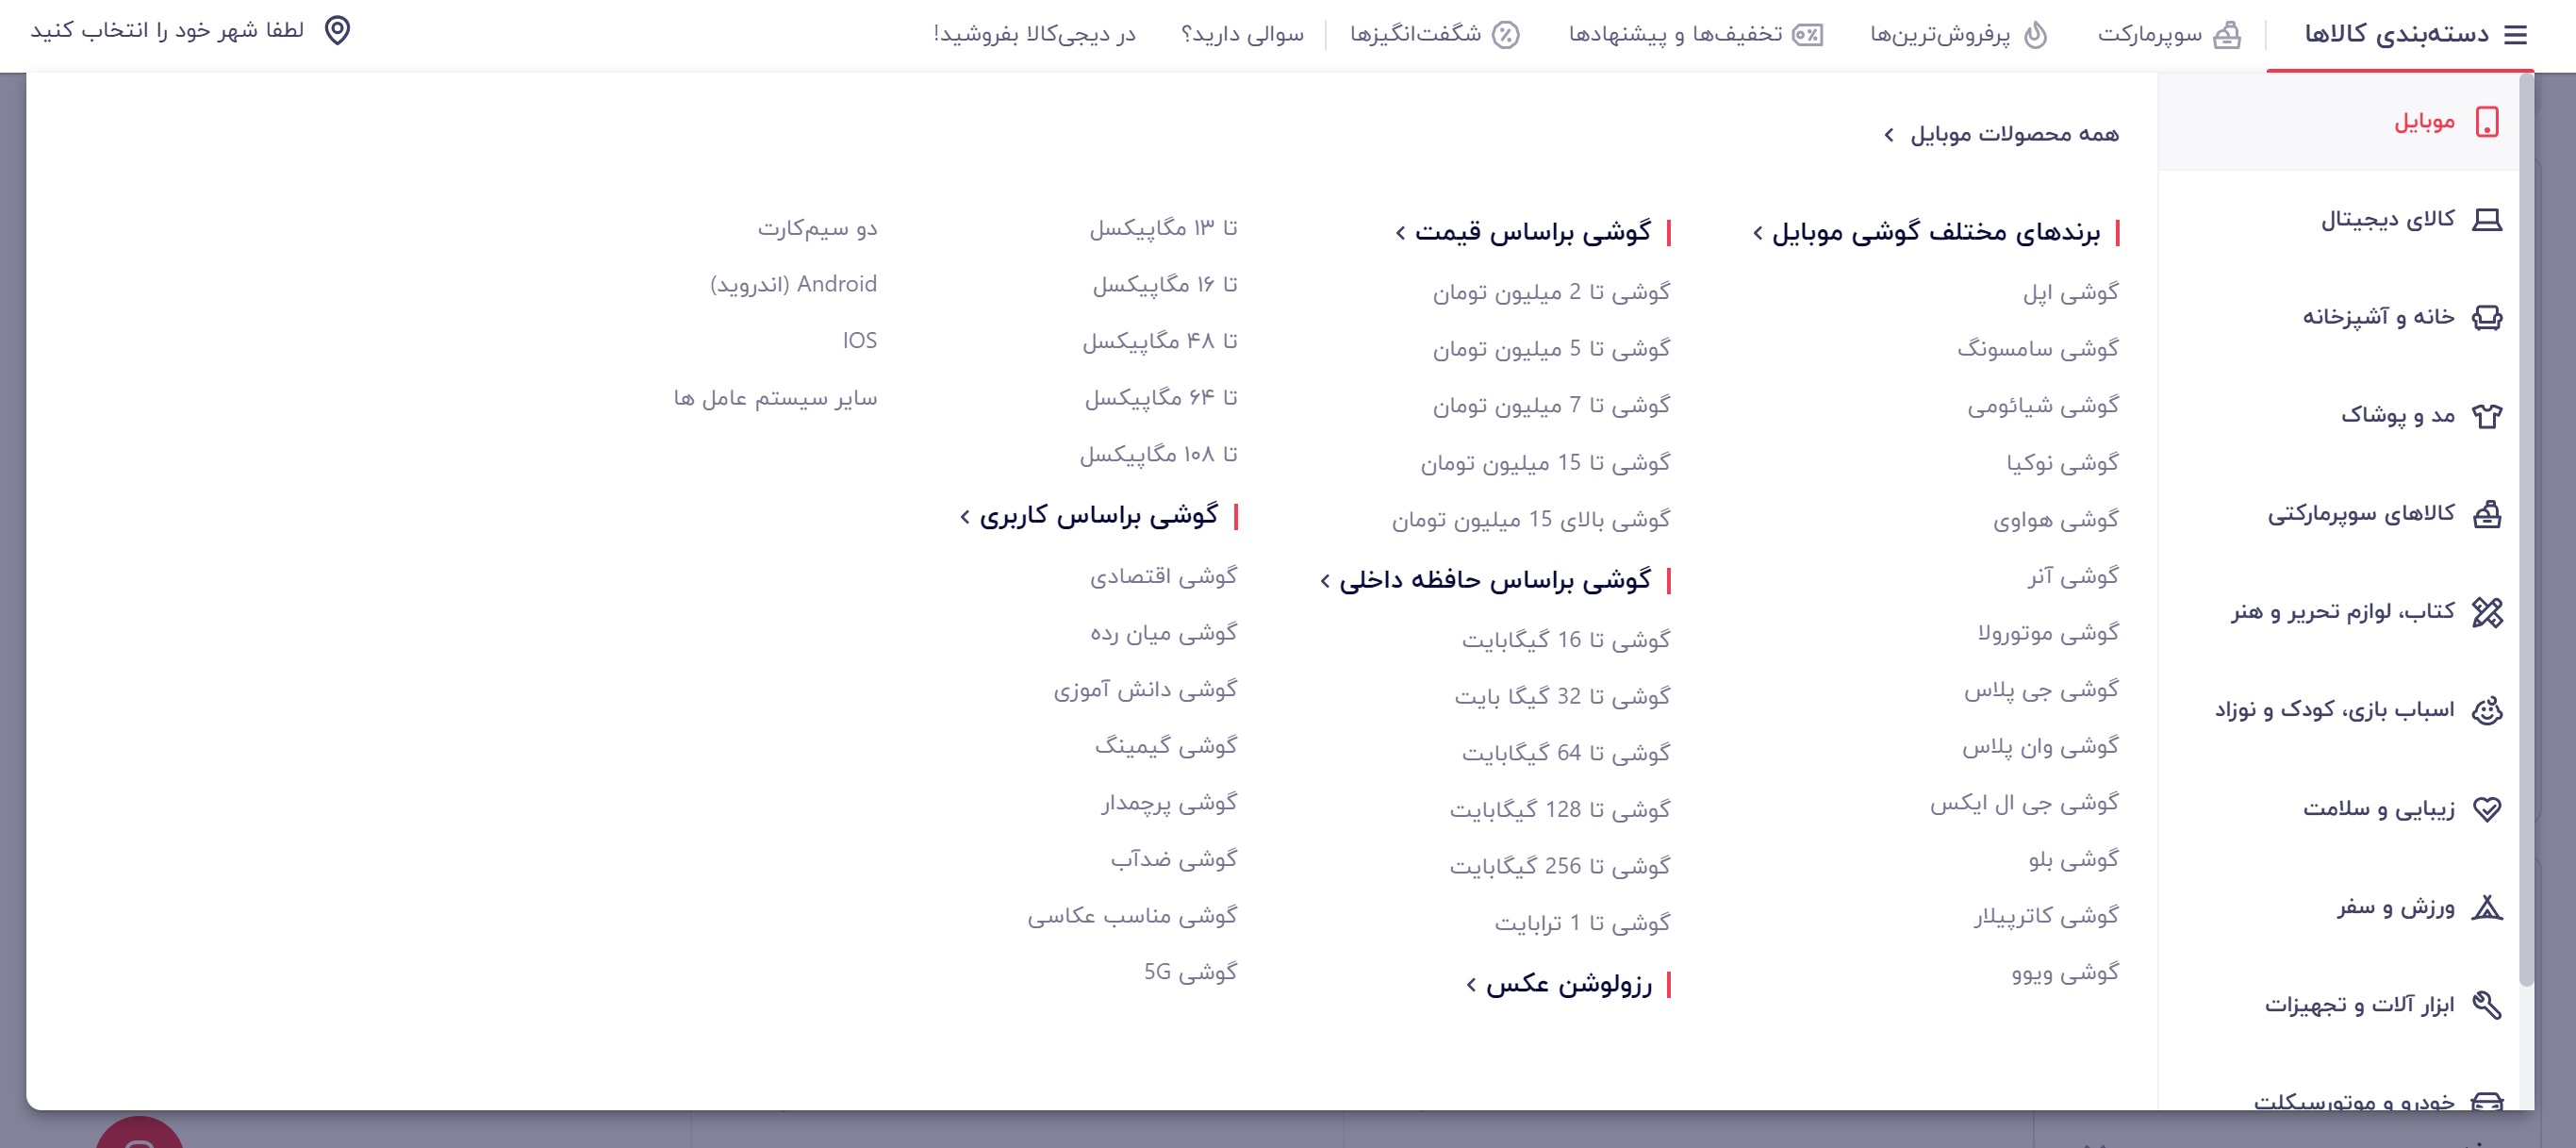 دسته‌بندی کالاها
سوپرمارکت
پرفروش‌ترین‌ها
تخفیف‌ها و پیشنهادها
شگفت‌انگیزها
سوالی دارید؟
در دیجی‌کالا بفروشید!
لطفا شهر خود را انتخاب کنید
موبایل
کالای دیجیتال
خانه و آشپزخانه
مد و پوشاک
کالاهای سوپرمارکتی
کتاب، لوازم تحریر و هنر
اسباب بازی، کودک و نوزاد
زیبایی و سلامت
ورزش و سفر
ابزار آلات و تجهیزات
خودرو و موتورسیکلت
همه محصولات موبایل
برندهای مختلف گوشی موبایل
گوشی اپل
گوشی سامسونگ
گوشی شیائومی
گوشی نوکیا
گوشی هواوی
گوشی آنر
گوشی موتورولا
گوشی جی پلاس
گوشی وان پلاس
گوشی جی ال ایکس
گوشی بلو
گوشی کاترپیلار
گوشی ویوو
گوشی براساس قیمت
گوشی تا 2 میلیون تومان
گوشی تا 5 میلیون تومان
گوشی تا 7 میلیون تومان
گوشی تا 15 میلیون تومان
گوشی بالای 15 میلیون تومان
گوشی براساس حافظه داخلی
گوشی تا 16 گیگابایت
گوشی تا 32 گیگا بایت
گوشی تا 64 گیگابایت
گوشی تا 128 گیگابایت
گوشی تا 256 گیگابایت
گوشی تا 1 ترابایت
رزولوشن عکس
تا ۱۳ مگاپیکسل
تا ۱۶ مگاپیکسل
تا ۴۸ مگاپیکسل
تا ۶۴ مگاپیکسل
تا ۱۰۸ مگاپیکسل
گوشی براساس کاربری
گوشی اقتصادی
گوشی میان رده
گوشی دانش آموزی
گوشی گیمینگ
گوشی پرچمدار
گوشی ضدآب
گوشی مناسب عکاسی
گوشی 5G
دو سیم‌کارت
Android (اندروید)
IOS
سایر سیستم عامل ها